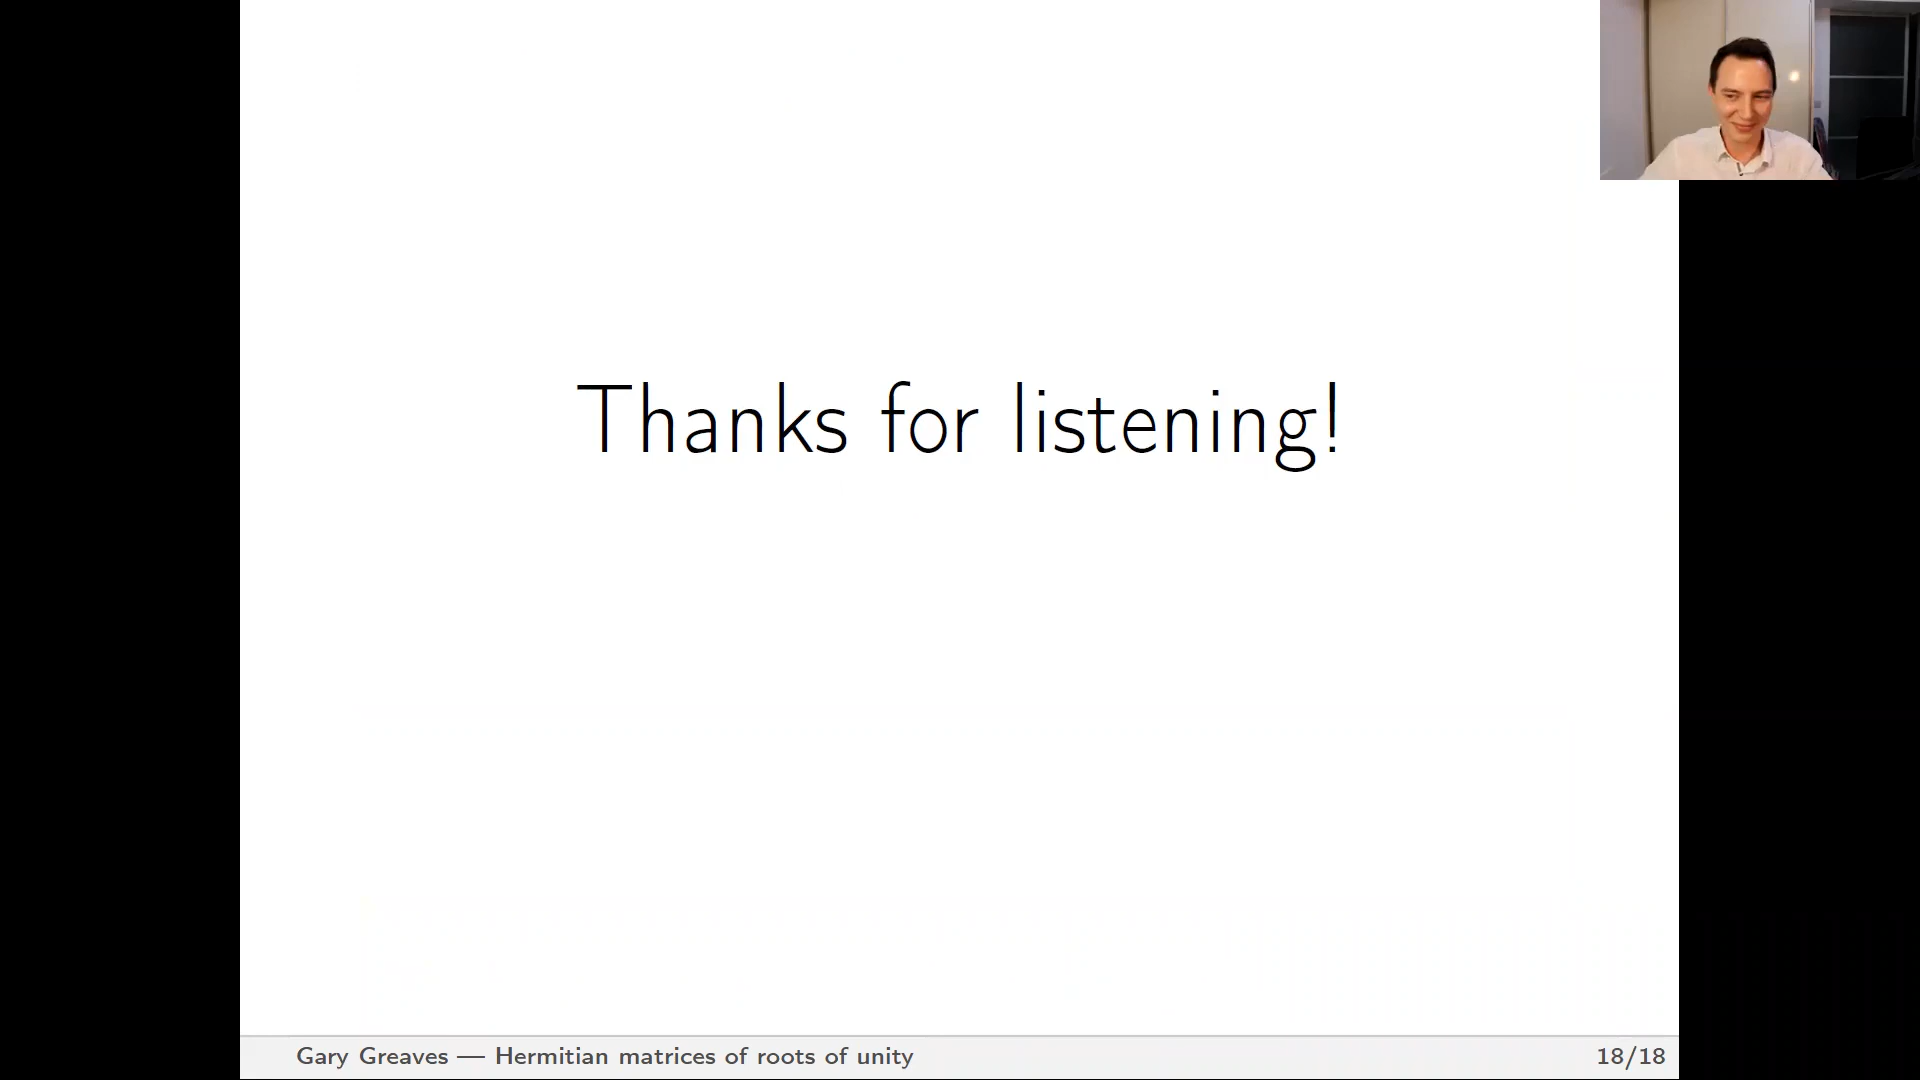 Thanks for listening!
Gary Greaves — Hermitian matrices of roots of unity
18/18